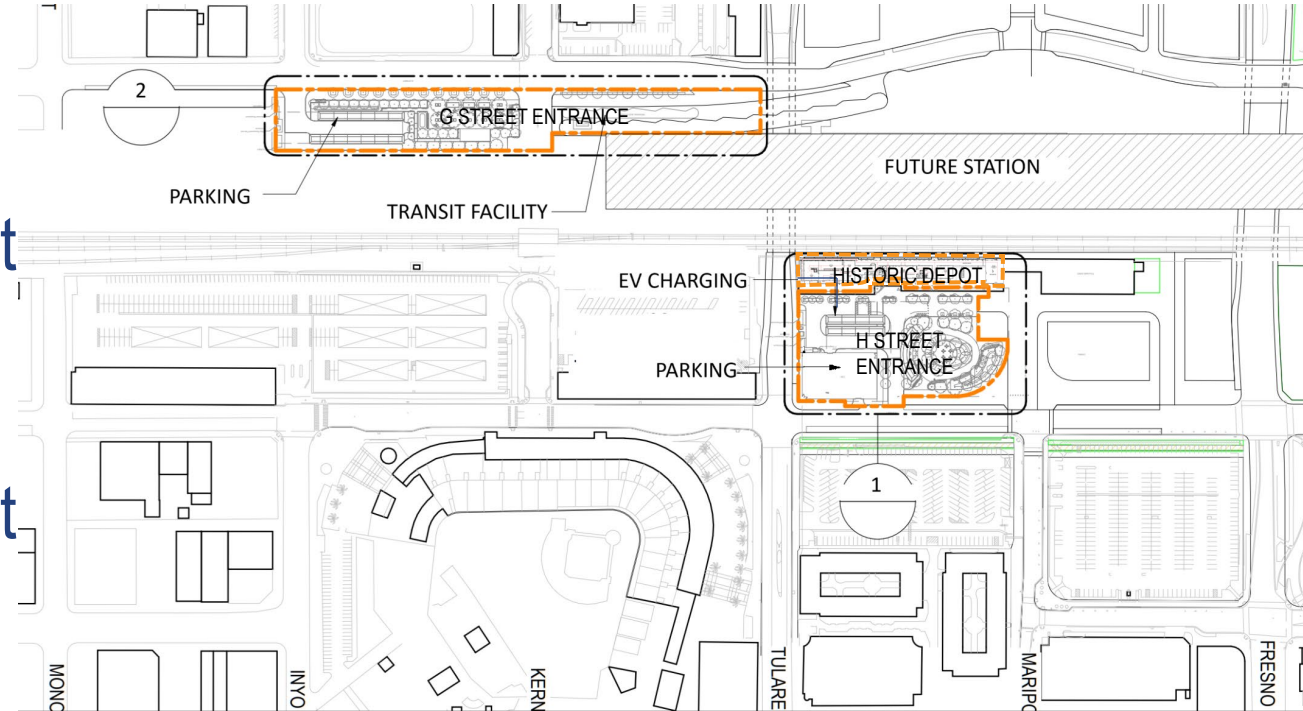 2
G STREET ENTRANCE
PARKING
TRANSIT FACILITY
FUTURE STATION
t
EV CHARGING
HISTORIC DEPOT
H STREET
ENTRANCE
PARKING
t
1
MONO
INYO
KERN
TULARE
MARIPO
FRESNO